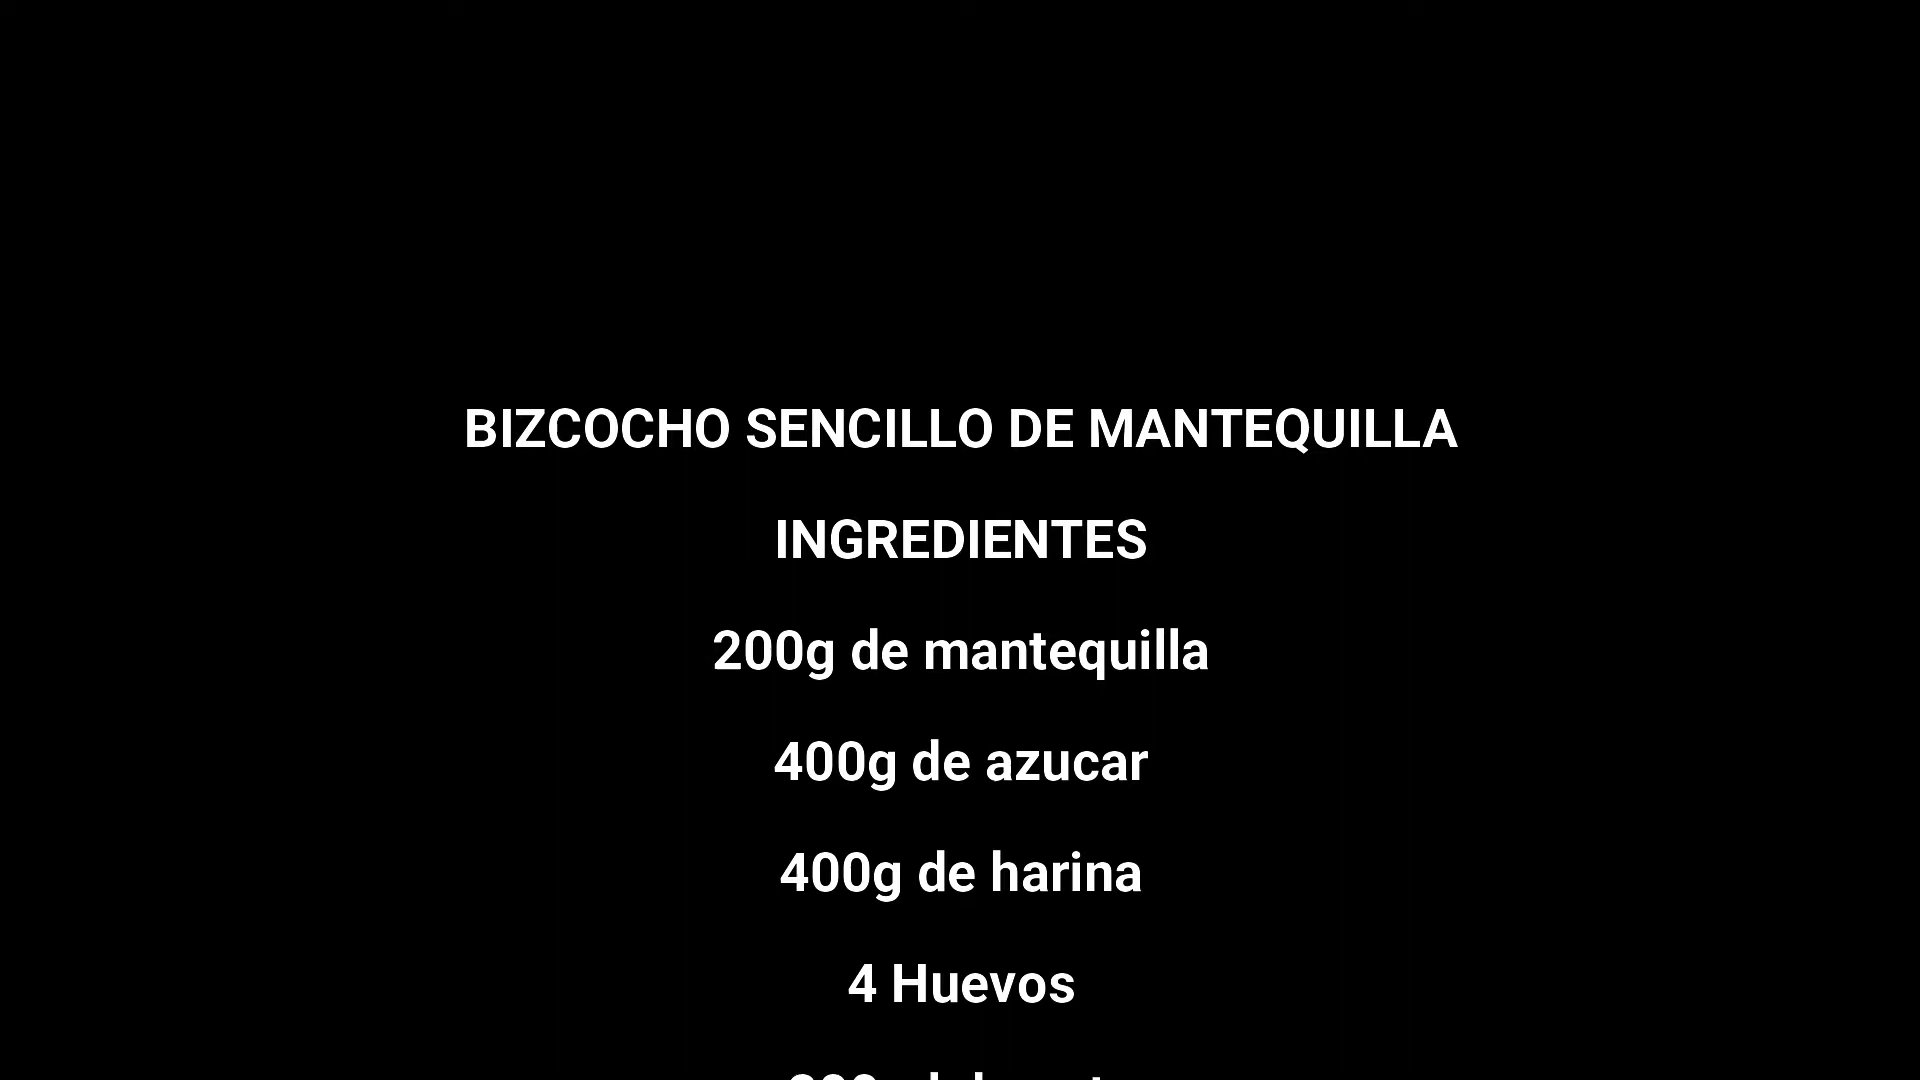 BIZCOCHO SENCILLO DE MANTEQUILLA
INGREDIENTES
200g de mantequilla
400g de azucar
400g de harina
4 Huevos